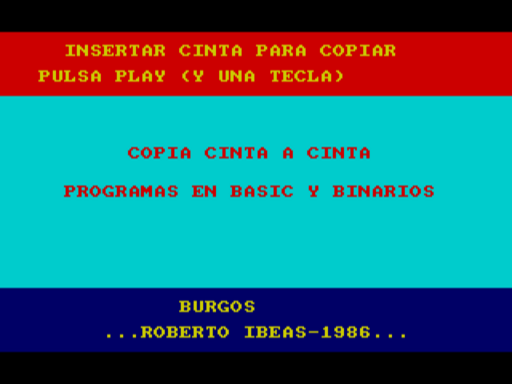 INSERTAR CINTA PARA COPIAR
PULSA PLAY (Y UNA TECLA)
COPIA CINTA A CINTA
PROGRAMAS EN BASIC Y BINARIOS
BURGOS
...ROBERTO IBEAS-1986...